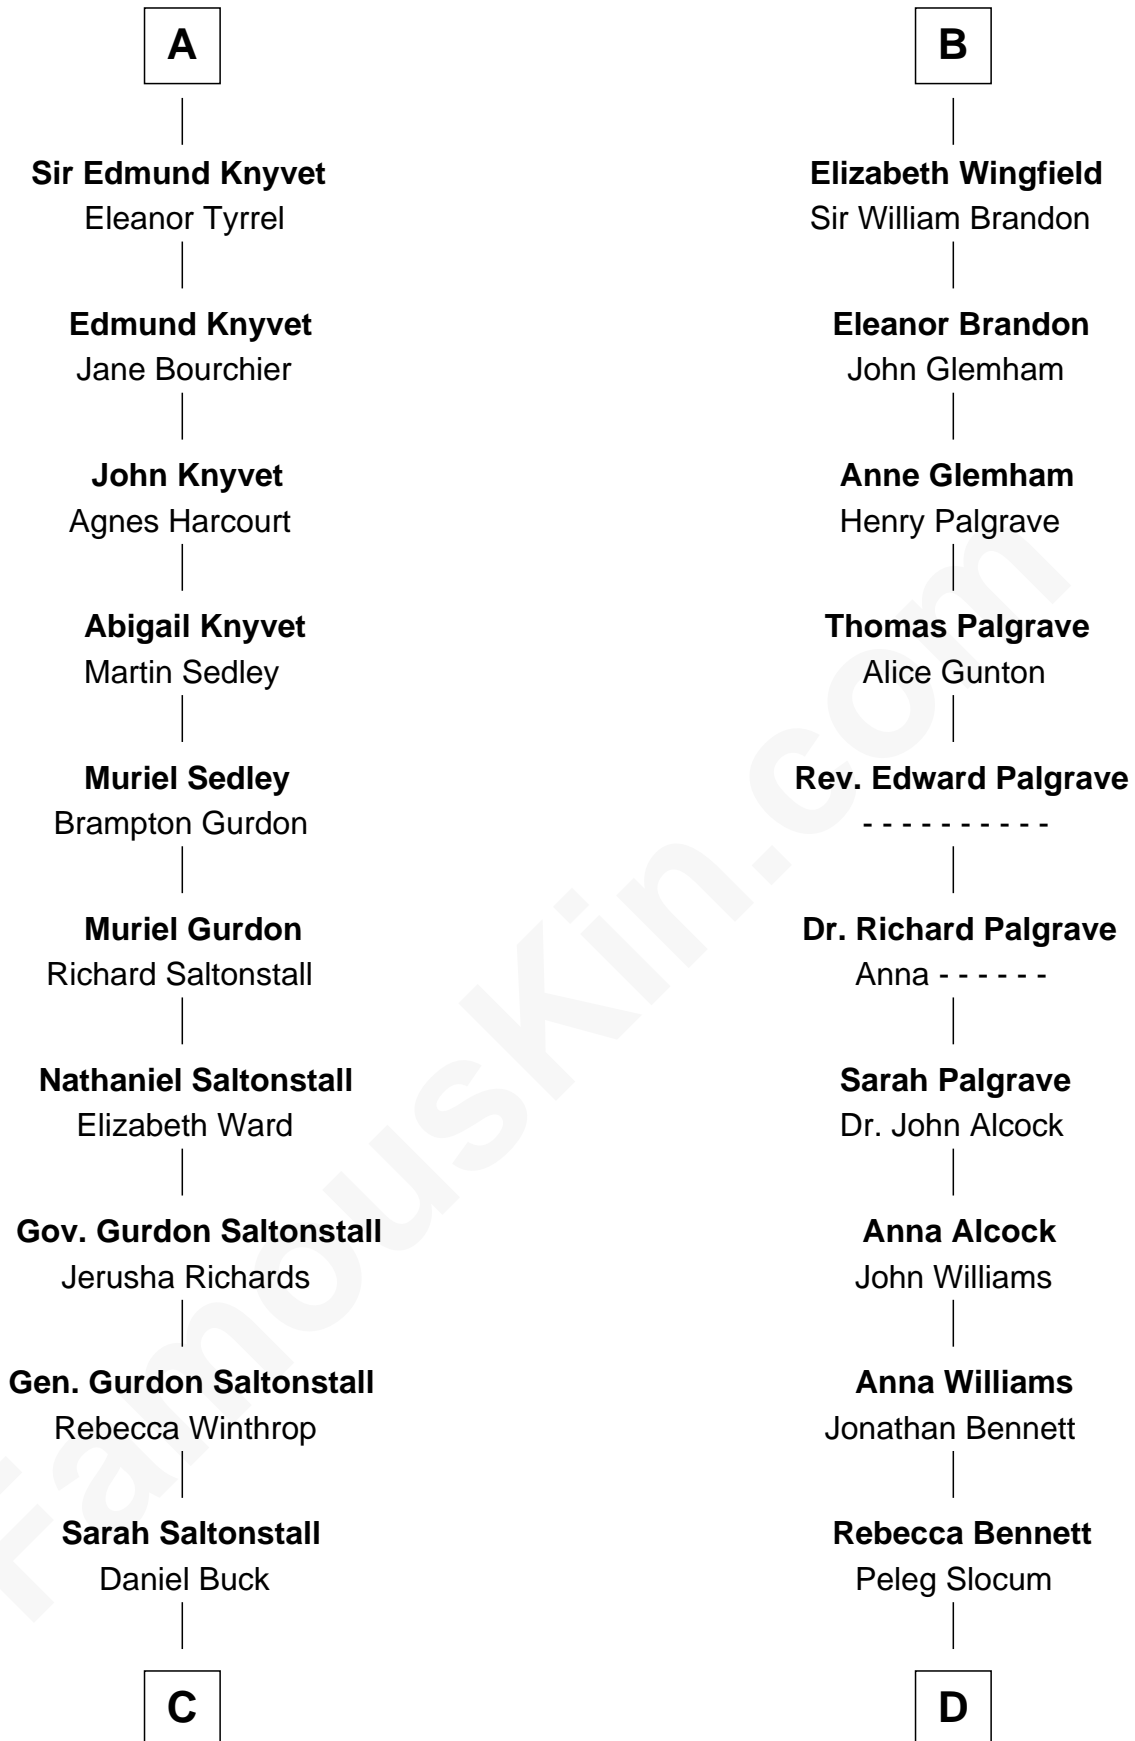 A
Sir Edmund Knyvet
Eleanor Tyrrel
Edmund Knyvet
Jane Bourchier
John Knyvet
Agnes Harcourt
Abigail Knyvet
Martin Sedley
Muriel Sedley
Brampton Gurdon
Muriel Gurdon
Richard Saltonstall
Nathaniel Saltonstall
Elizabeth Ward
Gov. Gurdon Saltonstall
Jerusha Richards
Gen. Gurdon Saltonstall
Rebecca Winthrop
Sarah Saltonstall
Daniel Buck
C
B
Elizabeth Wingfield
Sir William Brandon
Eleanor Brandon
John Glemham
Anne Glemham
Henry Palgrave
Thomas Palgrave
Alice Gunton
Rev. Edward Palgrave
- - - - - - - - - -
Dr. Richard Palgrave
Anna - - - - - -
Sarah Palgrave
Dr. John Alcock
Anna Alcock
John Williams
Anna Williams
Jonathan Bennett
Rebecca Bennett
Peleg Slocum
D
FamousKin.com